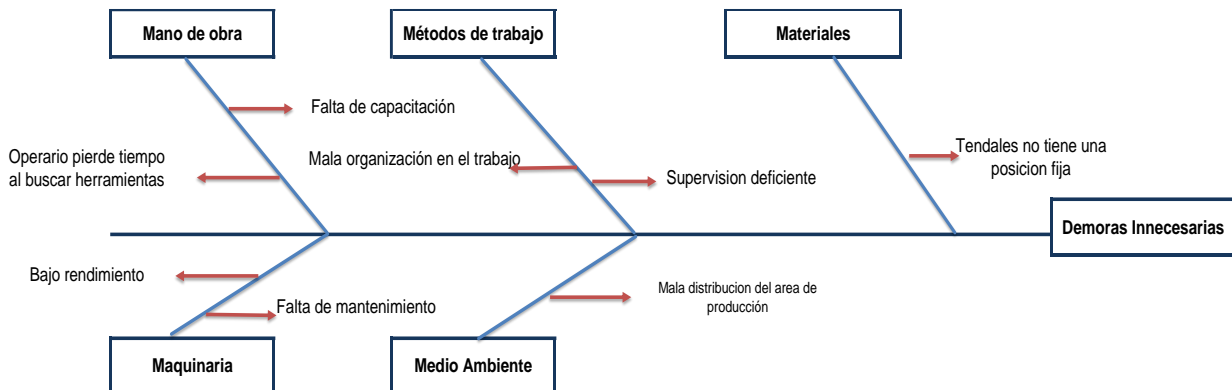 Mano de obra
Métodos de trabajo
Materiales
Falta de capacitación
Operario pierde tiempo
al buscar herramientas
Mala organización en el trabajo
Supervision deficiente
Tendales no tiene una
posicion fija
Demoras Innecesarias
Bajo rendimiento
Falta de mantenimiento
Mala distribucion del area de
producción
Maquinaria
Medio Ambiente